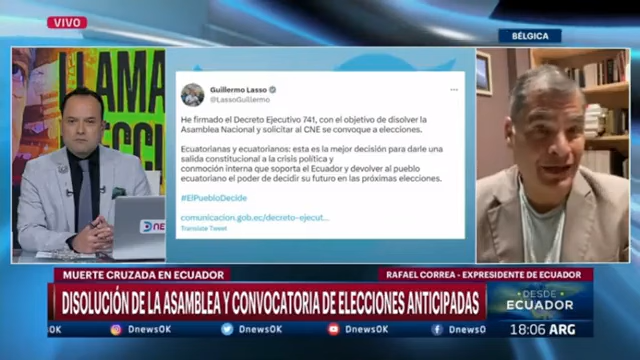 VIVO
BÉLGICA
LLAMA
Guillermo Lasso
@LassoGuillermo
He firmado el Decreto Ejecutivo 741, con el objetivo de disolver la
Asamblea Nacional y solicitar al CNE se convoque a elecciones.
Ecuatorianas y ecuatorianos: esta es la mejor decisión para darle una
salida constitucional a la crisis política y
conmoción interna que soporta el Ecuador y devolver al pueblo
ecuatoriano el poder de decidir su futuro en las próximas elecciones.
#ElPuebloDecide
comunicacion.gob.ec/decreto-ejecut...
Translate Tweet
MUERTE CRUZADA EN ECUADOR
RAFAEL CORREA - EXPRESIDENTE DE ECUADOR
DISOLUCIÓN DE LA ASAMBLEA Y CONVOCATORIA DE ELECCIONES ANTICIPADAS
DESDE
ECUADOR
DnewsOK
DnewsOK
DnewsOK
DnewsOK
18:06 ARG